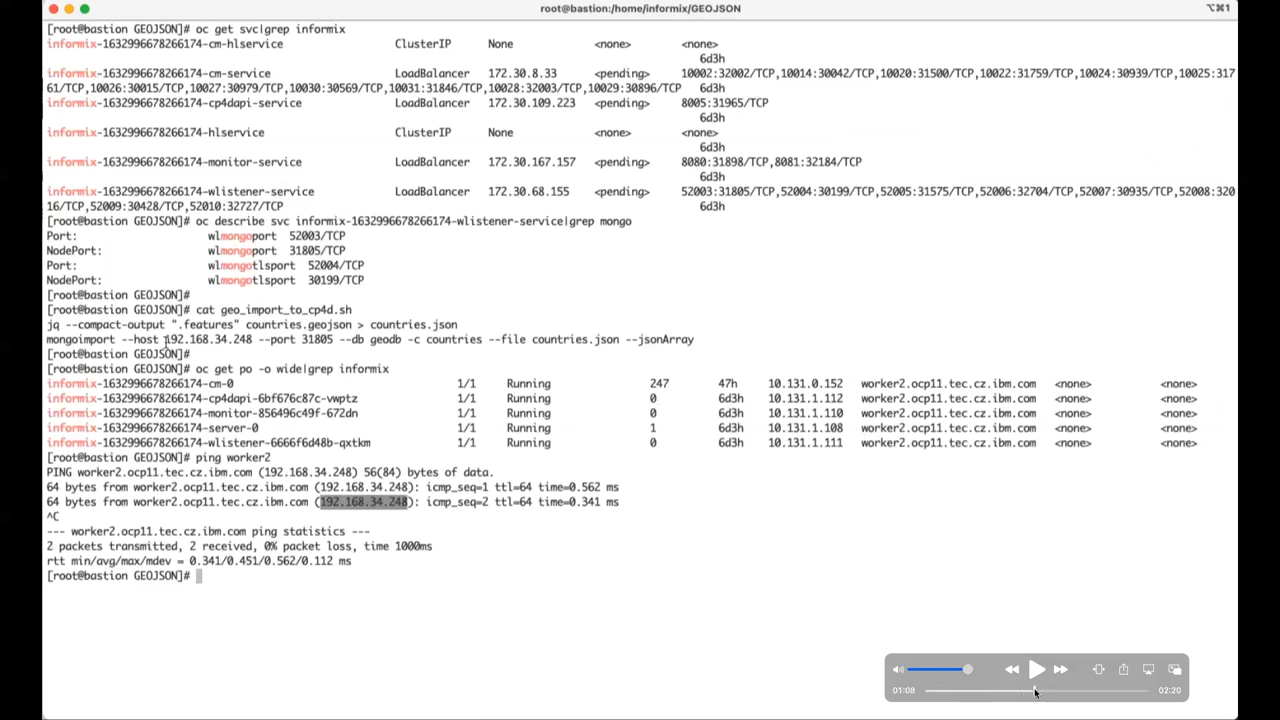 root@bastion:/home/informix/GEOJSON
⌥⌘1
[root@bastion GEOJSON]# oc get svc|grep informix
informix-1632996678266174-cm-hlservice ClusterIP None <none> <none>
6d3h
informix-1632996678266174-cm-service LoadBalancer 172.30.8.33 <pending> 10002:32002/TCP,10014:30042/TCP,10020:31500/TCP,10022:31759/TCP,10024:30939/TCP,10025:317
61/TCP,10026:30015/TCP,10027:30979/TCP,10030:30569/TCP,10031:31846/TCP,10028:32003/TCP,10029:30896/TCP 6d3h
informix-1632996678266174-cp4dapi-service LoadBalancer 172.30.109.223 <pending> 8005:31965/TCP
6d3h
informix-1632996678266174-hlservice ClusterIP None <none> <none>
6d3h
informix-1632996678266174-monitor-service LoadBalancer 172.30.167.157 <pending> 8080:31898/TCP,8081:32184/TCP
6d3h
informix-1632996678266174-wlistener-service LoadBalancer 172.30.68.155 <pending> 52003:31805/TCP,52004:30199/TCP,52005:31575/TCP,52006:32704/TCP,52007:30935/TCP,52008:320
16/TCP,52009:30428/TCP,52010:32727/TCP 6d3h
[root@bastion GEOJSON]# oc describe svc informix-1632996678266174-wlistener-service|grep mongo
Port: wlmongoport 52003/TCP
NodePort: wlmongoport 31805/TCP
Port: wlmongotlsport 52004/TCP
NodePort: wlmongotlsport 30199/TCP
[root@bastion GEOJSON]#
[root@bastion GEOJSON]# cat geo_import_to_cp4d.sh
jq --compact-output ".features" countries.geojson > countries.json
mongoimport --host 192.168.34.248 --port 31805 --db geodb -c countries --file countries.json --jsonArray
[root@bastion GEOJSON]#
[root@bastion GEOJSON]# oc get po -o wide|grep informix
informix-1632996678266174-cm-0 1/1 Running 247 47h 10.131.0.152 worker2.ocp11.tec.cz.ibm.com <none> <none>
informix-1632996678266174-cp4dapi-6bf676c87c-vwptz 1/1 Running 0 6d3h 10.131.1.112 worker2.ocp11.tec.cz.ibm.com <none> <none>
informix-1632996678266174-monitor-856496c49f-672dn 1/1 Running 0 6d3h 10.131.1.110 worker2.ocp11.tec.cz.ibm.com <none> <none>
informix-1632996678266174-server-0 1/1 Running 1 6d3h 10.131.1.108 worker2.ocp11.tec.cz.ibm.com <none> <none>
informix-1632996678266174-wlistener-6666f6d48b-qxtkm 1/1 Running 0 6d3h 10.131.1.111 worker2.ocp11.tec.cz.ibm.com <none> <none>
[root@bastion GEOJSON]# ping worker2
PING worker2.ocp11.tec.cz.ibm.com (192.168.34.248) 56(84) bytes of data.
64 bytes from worker2.ocp11.tec.cz.ibm.com (192.168.34.248): icmp_seq=1 ttl=64 time=0.562 ms
64 bytes from worker2.ocp11.tec.cz.ibm.com (192.168.34.248): icmp_seq=2 ttl=64 time=0.341 ms
^C
--- worker2.ocp11.tec.cz.ibm.com ping statistics ---
2 packets transmitted, 2 received, 0% packet loss, time 1000ms
rtt min/avg/max/mdev = 0.341/0.451/0.562/0.112 ms
[root@bastion GEOJSON]#
01:08
02:20